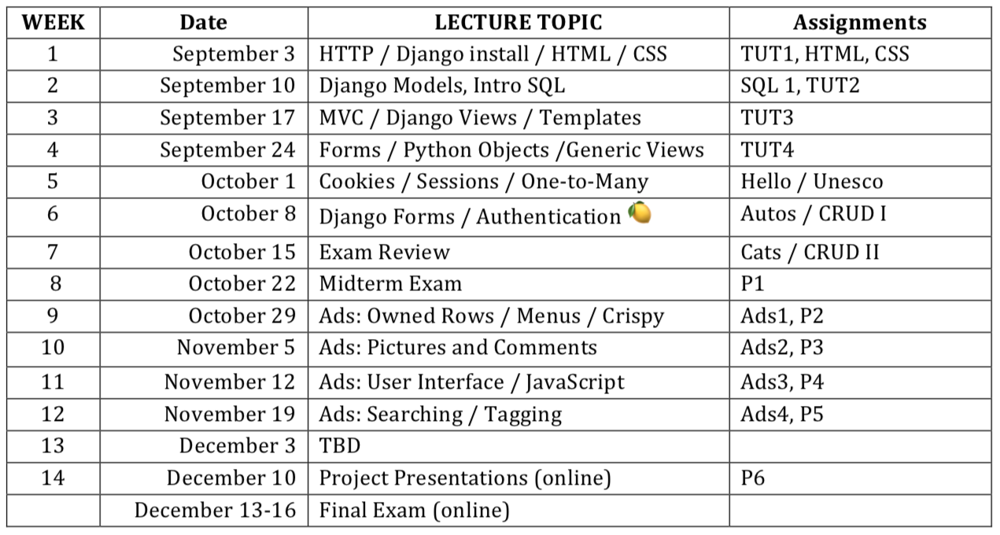 WEEK Date LECTURE TOPIC Assignments
1 September 3 HTTP / Django install / HTML / CSS TUT1, HTML, CSS
2 September 10 Django Models, Intro SQL SQL 1, TUT2
3 September 17 MVC / Django Views / Templates TUT3
4 September 24 Forms / Python Objects /Generic Views TUT4
5 October 1 Cookies / Sessions / One-to-Many Hello / Unesco
6 October 8 Django Forms / Authentication 🍋 Autos / CRUD I
7 October 15 Exam Review Cats / CRUD II
8 October 22 Midterm Exam P1
9 October 29 Ads: Owned Rows / Menus / Crispy Ads1, P2
10 November 5 Ads: Pictures and Comments Ads2, P3
11 November 12 Ads: User Interface / JavaScript Ads3, P4
12 November 19 Ads: Searching / Tagging Ads4, P5
13 December 3 TBD
14 December 10 Project Presentations (online) P6
December 13-16 Final Exam (online)